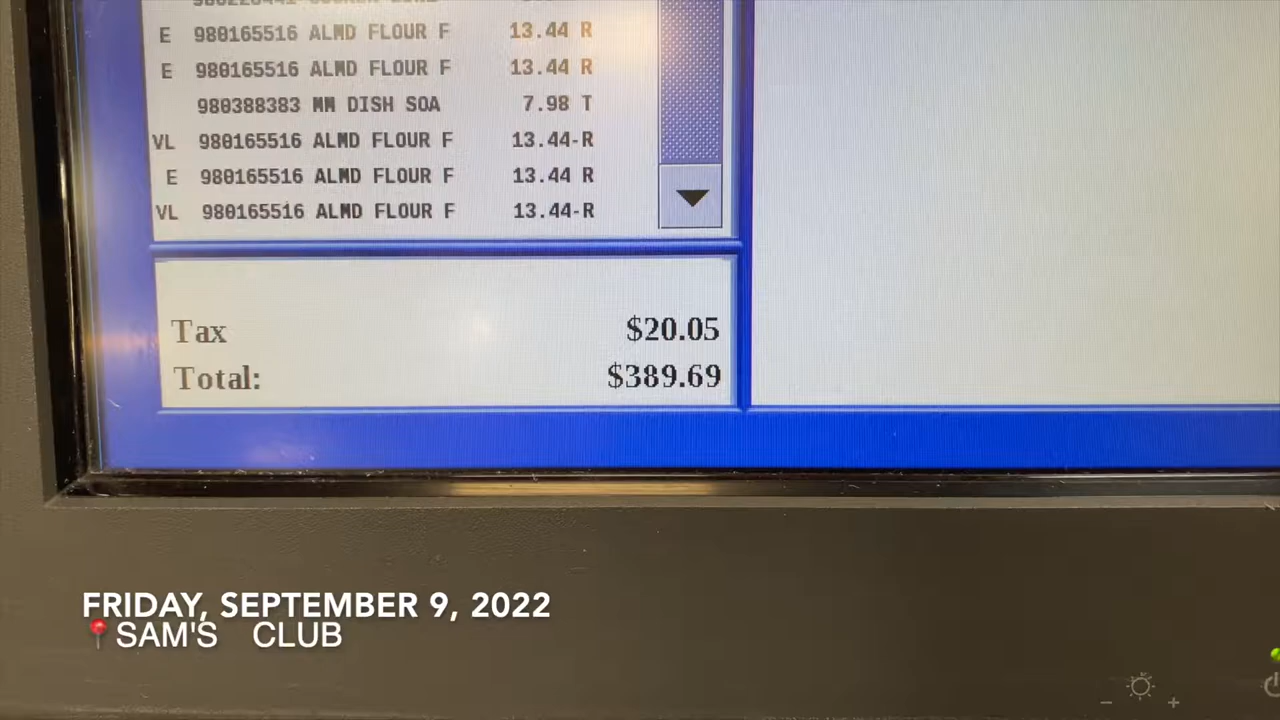 E 980165516 ALMD FLOUR F 13.44 R
E 980165516 ALMD FLOUR F 13.44 R
980388383 MM DISH SOA 7.98 T
VL 980165516 ALMD FLOUR F 13.44-R
E 980165516 ALMD FLOUR F 13.44 R
VL 980165516 ALMD FLOUR F 13.44-R
Tax $20.05
Total: $389.69
FRIDAY, SEPTEMBER 9, 2022
📍SAM'S CLUB
- +